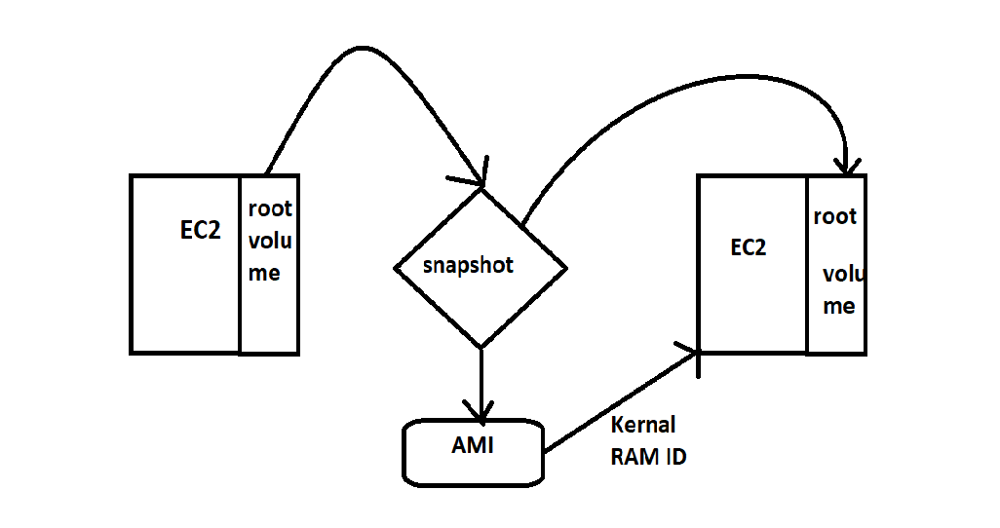 EC2
root
volu
me
snapshot
AMI
Kernal
RAM ID
EC2
root
volu
me